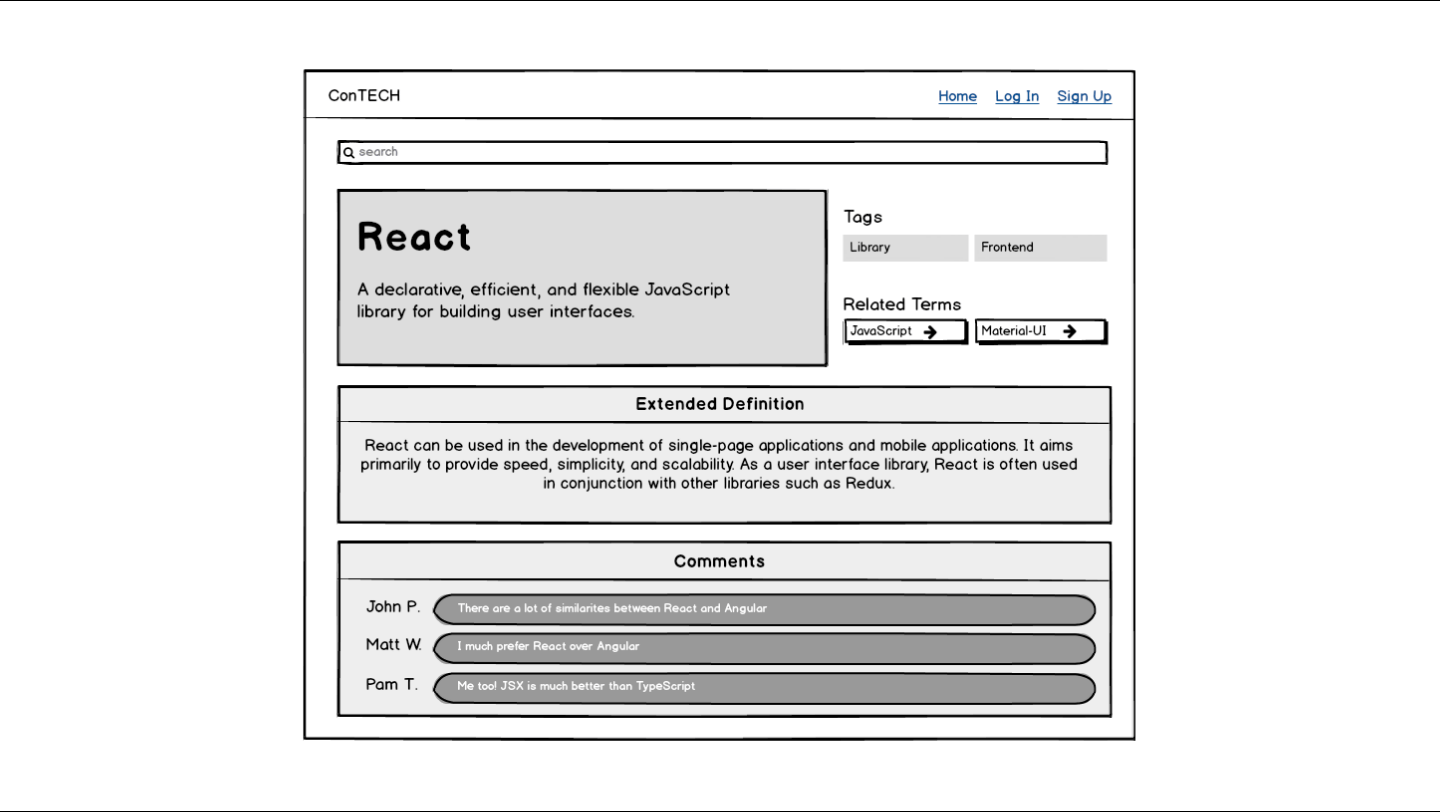 ConTECH
Home Log In Sign Up
search
React
A declarative, efficient, and flexible JavaScript
library for building user interfaces.
Tags
Library Frontend
Related Terms
JavaScript Material-UI
Extended Definition
React can be used in the development of single-page applications and mobile applications. It aims
primarily to provide speed, simplicity, and scalability. As a user interface library, React is often used
in conjunction with other libraries such as Redux.
Comments
John P. There are a lot of similarites between React and Angular
Matt W. I much prefer React over Angular
Pam T. Me too! JSX is much better than TypeScript